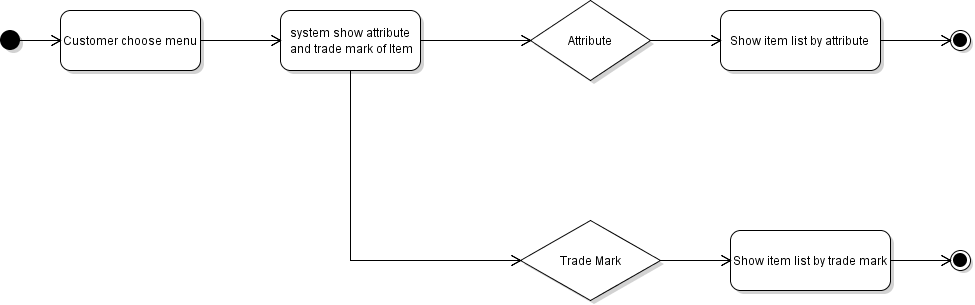 Customer choose menu
system show attribute
and trade mark of Item
Attribute
Show item list by attribute
Trade Mark
Show item list by trade mark